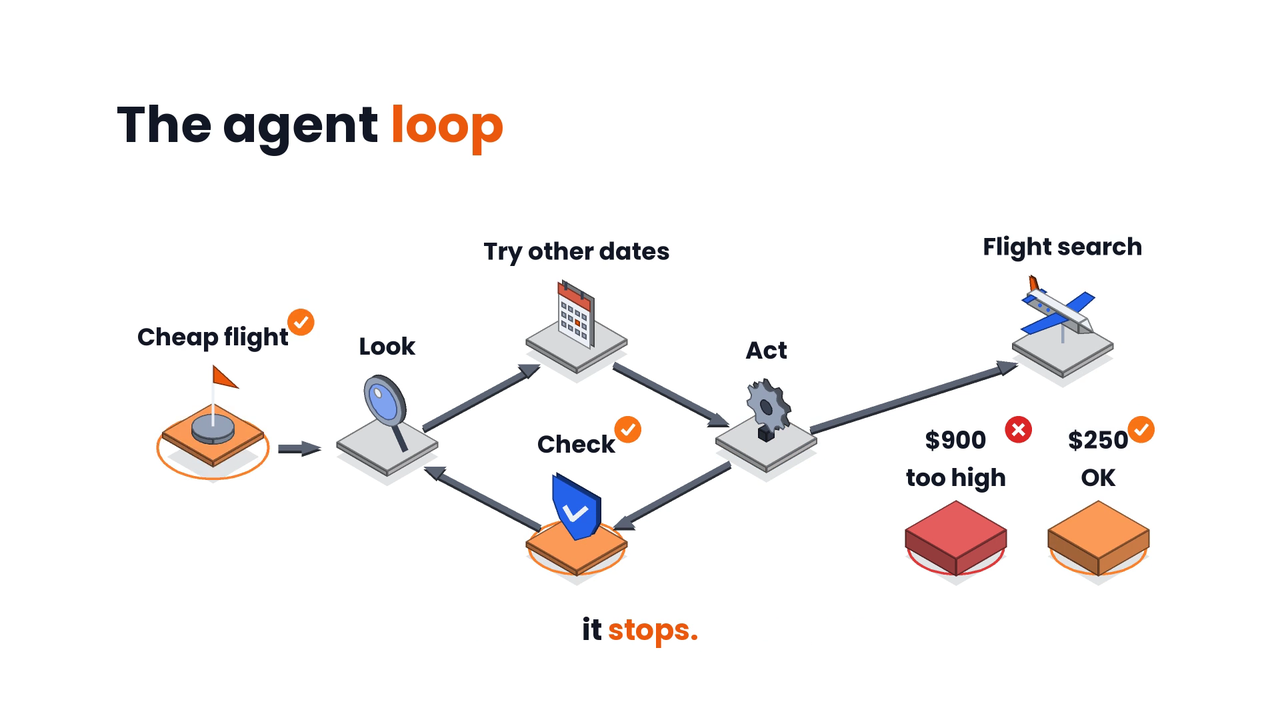 The agent loop
Flight search
Try other dates
Cheap flight
Look
Act
Check
$900
too high
$250
OK
it stops.